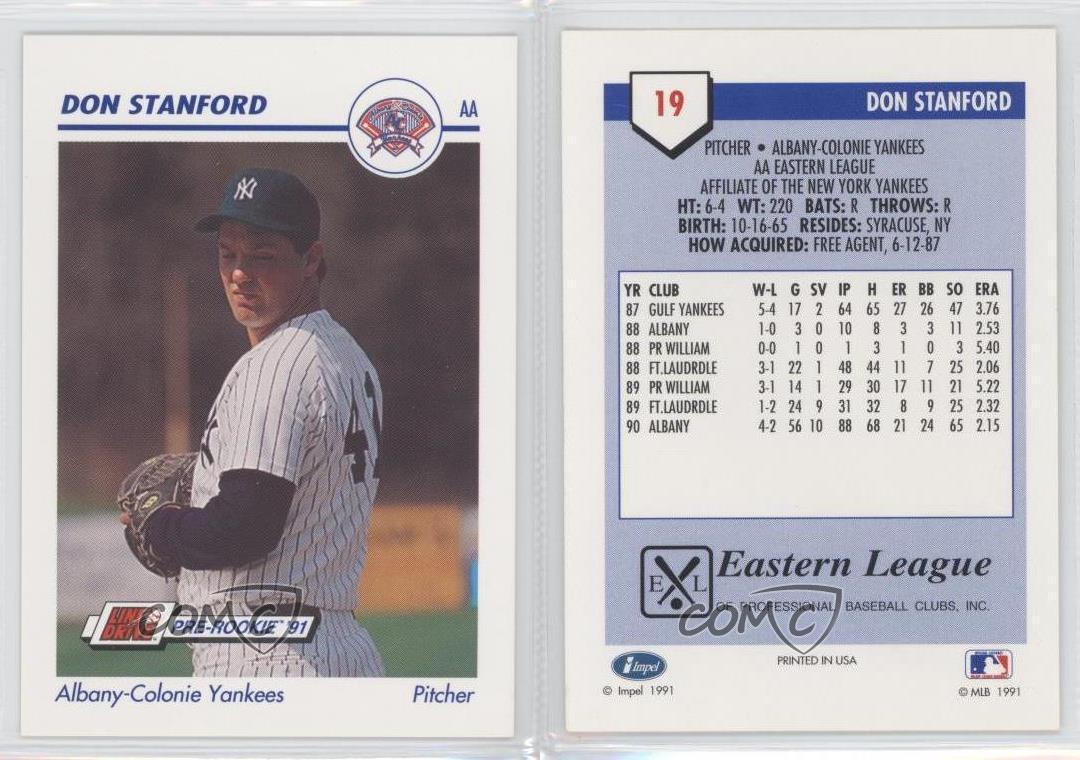 DON STANFORD
AA
NY
LINE DRIVE
PRE-ROOKIE™ '91
COMC
Albany-Colonie Yankees Pitcher
19
DON STANFORD
PITCHER • ALBANY-COLONIE YANKEES
AA EASTERN LEAGUE
AFFILIATE OF THE NEW YORK YANKEES
HT: 6-4 WT: 220 BATS: R THROWS: R
BIRTH: 10-16-65 RESIDES: SYRACUSE, NY
HOW ACQUIRED: FREE AGENT, 6-12-87
YR CLUB W-L G SV IP H ER BB SO ERA
87 GULF YANKEES 5-4 17 2 64 65 27 26 47 3.76
88 ALBANY 1-0 3 0 10 8 3 3 11 2.53
88 PR WILLIAM 0-0 1 0 1 3 1 0 3 5.40
88 FT.LAUDRDLE 3-1 22 1 48 44 11 7 25 2.06
89 PR WILLIAM 3-1 14 1 29 30 17 11 21 5.22
89 FT.LAUDRDLE 1-2 24 9 31 32 8 9 25 2.32
90 ALBANY 4-2 56 10 88 68 21 24 65 2.15
E L
Eastern League
OF PROFESSIONAL BASEBALL CLUBS, INC.
COMC
Impel
PRINTED IN USA
© Impel 1991
© MLB 1991